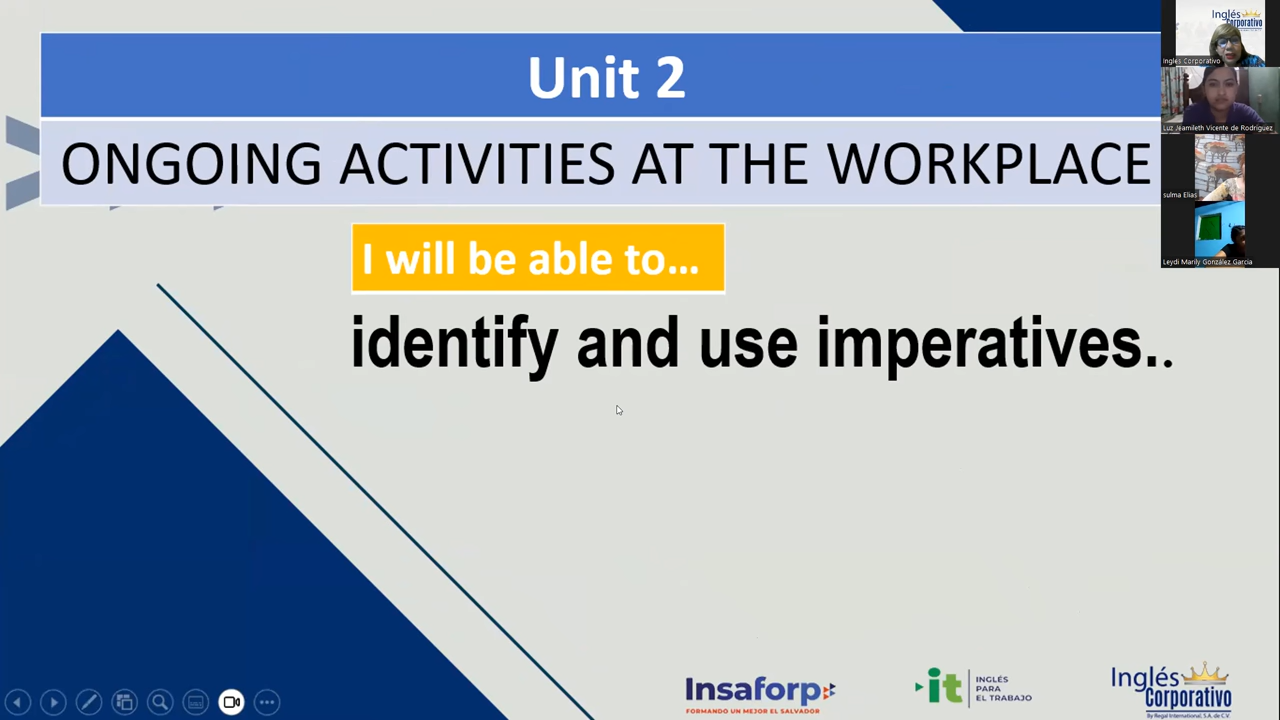 Unit 2
ONGOING ACTIVITIES AT THE WORKPLACE
I will be able to...
identify and use imperatives..
Inglés
Corporativo
Ingles Corporativo
Luz Jeamileth Vicente de Rodriguez
sulma Elias
Leydi Marily González Garcia
Insaforp
FORMANDO UN MEJOR EL SALVADOR
it
INGLÉS
PARA
EL TRABAJO
Inglés
Corporativo
By Regal International, S.A. de C.V.